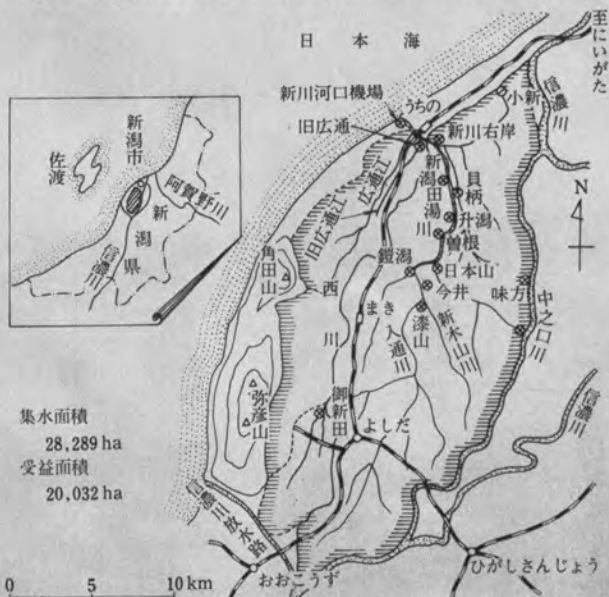 日本海
至にいがた
新川河口機場
うちの
小新
信濃川
旧広通
新川右岸
新潟市
佐渡
阿賀野川
新潟県
信濃川
N
広通江
旧広通江
新川
潟
田湯
貝柄
升潟
曽根
角田山
鎧潟
日本山
味方
西川
まき
今井
中之口川
入通川
漆山
新木山川
弥彦山
御新田
信濃川
集水面積
28,289 ha
よしだ
受益面積
20,032 ha
信濃川放水路
0 5 10 km
おおこうず
ひがしさんじょう